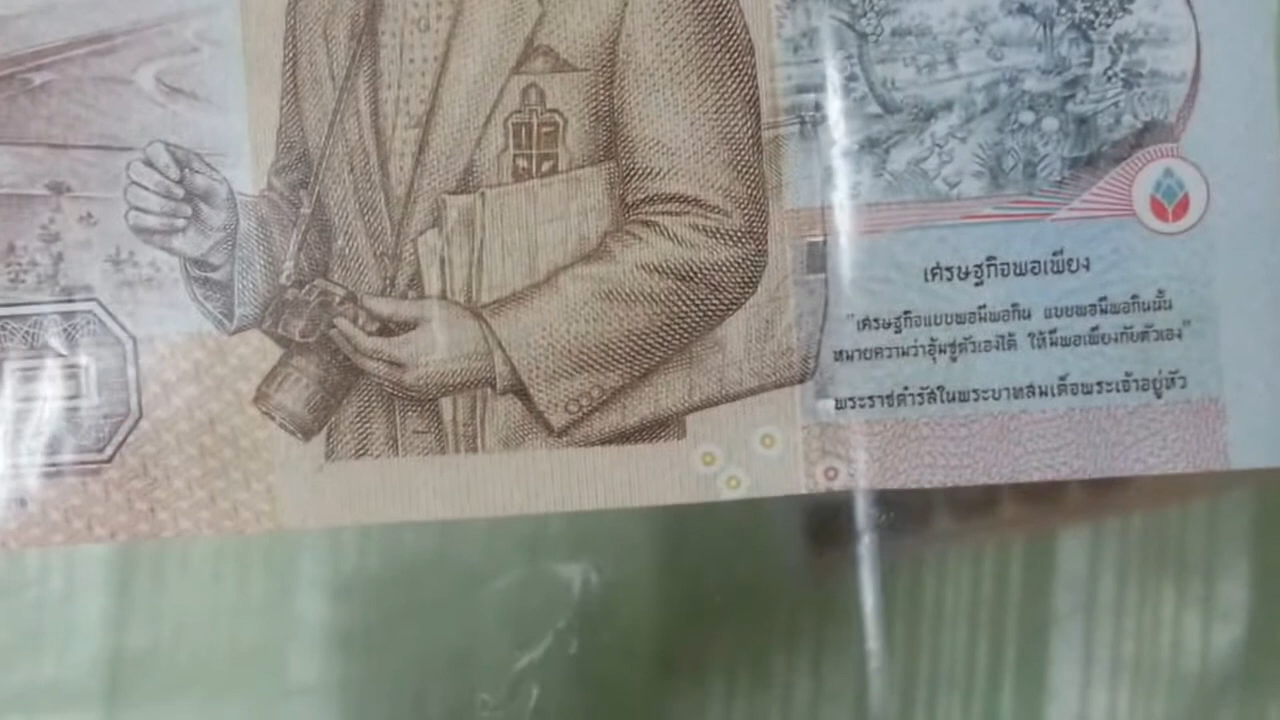 เศรษฐกิจพอเพียง
"เศรษฐกิจแบบพอมีพอกิน แบบพอมีพอกินนั้น
หมายความว่าอุ้มชูตัวเองได้ ให้มีพอเพียงกับตัวเอง"
พระราชดำรัสในพระบาทสมเด็จพระเจ้าอยู่หัว